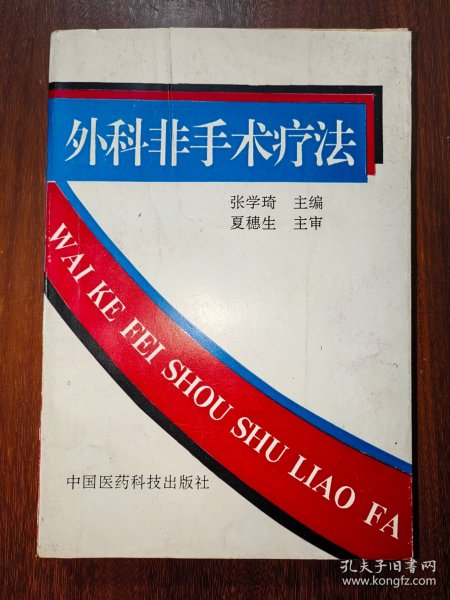 外科非手术疗法
张学琦 主编
夏穗生 主审
WAI KE FEI SHOU SHU LIAO FA
中国医药科技出版社
孔夫子旧书网
www.kongfz.com